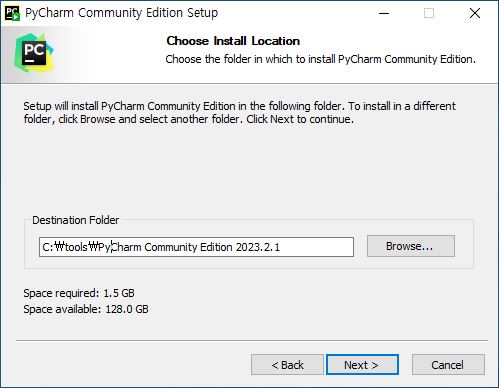 PyCharm Community Edition Setup
PC
Choose Install Location
Choose the folder in which to install PyCharm Community Edition.
Setup will install PyCharm Community Edition in the following folder. To install in a different
folder, click Browse and select another folder. Click Next to continue.
Destination Folder
C:₩tools₩PyCharm Community Edition 2023.2.1
Browse...
Space required: 1.5 GB
Space available: 128.0 GB
< Back
Next >
Cancel